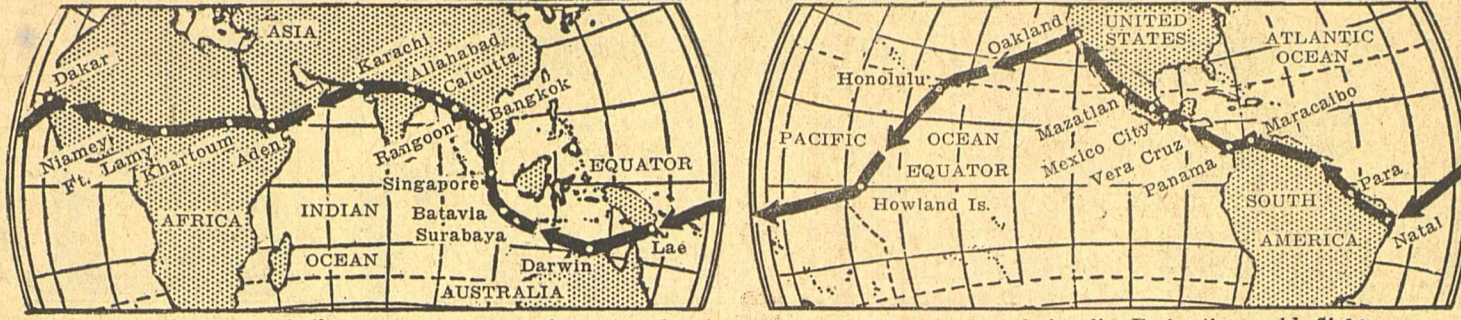 ASIA
Dakar
Karachi
Allahabad
Calcutta
Bangkok
Niamey
Ft. Lamy
Khartoum
Aden
Rangoon
EQUATOR
Singapore
AFRICA
INDIAN
Batavia
Surabaya
Lae
OCEAN
Darwin
AUSTRALIA
Oakland
UNITED
STATES
ATLANTIC
OCEAN
Honolulu
Mazatlan
Maracaibo
PACIFIC
OCEAN
Mexico City
EQUATOR
Vera Cruz
Panama
Para
Howland Is.
SOUTH
AMERICA
Natal